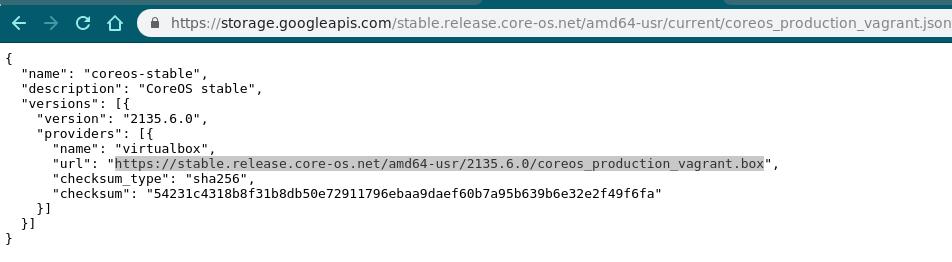 https://storage.googleapis.com/stable.release.core-os.net/amd64-usr/current/coreos_production_vagrant.json
{
  "name": "coreos-stable",
  "description": "CoreOS stable",
  "versions": [{
    "version": "2135.6.0",
    "providers": [{
      "name": "virtualbox",
      "url": "https://stable.release.core-os.net/amd64-usr/2135.6.0/coreos_production_vagrant.box",
      "checksum_type": "sha256",
      "checksum": "54231c4318b8f31b8db50e72911796ebaa9daef60b7a95b639b6e32e2f49f6fa"
    }]
  }]
}